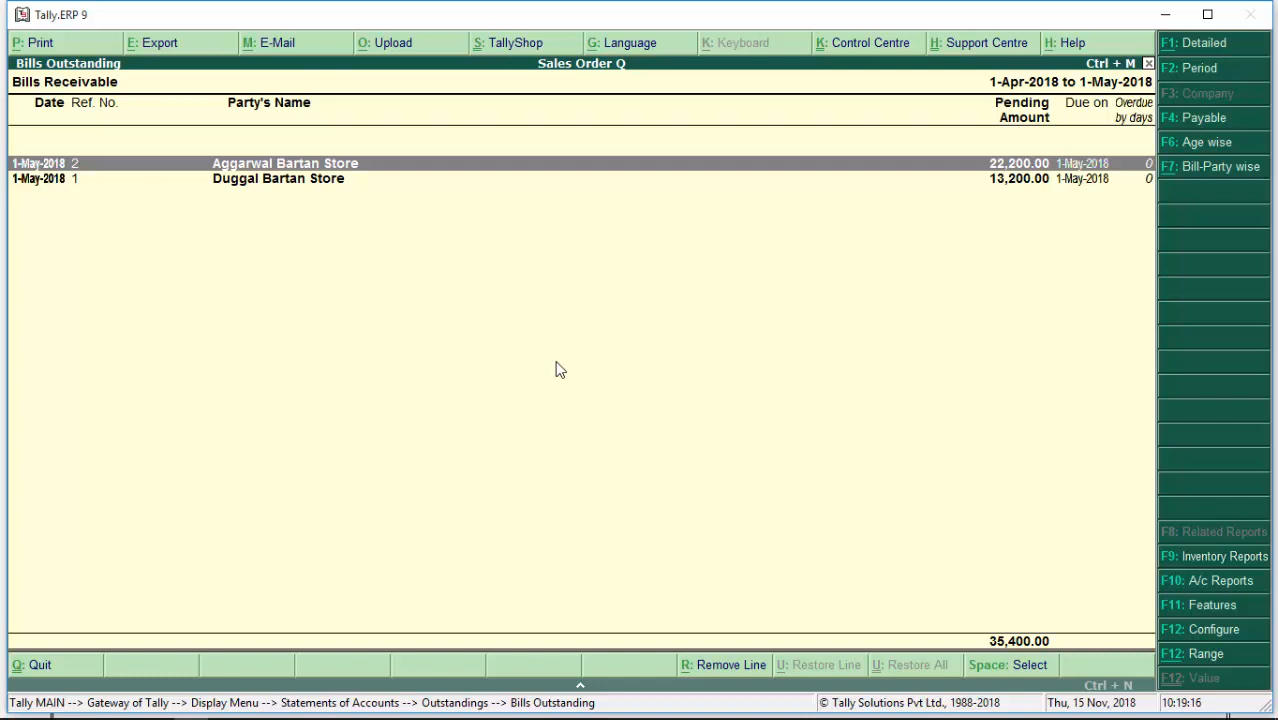 Tally.ERP 9
P: Print E: Export M: E-Mail O: Upload S: TallyShop G: Language K: Keyboard K: Control Centre H: Support Centre H: Help
Bills Outstanding Sales Order Q Ctrl + M
Bills Receivable 1-Apr-2018 to 1-May-2018
Date Ref. No. Party's Name Pending Due on Overdue
Amount by days
1-May-2018 2 Aggarwal Bartan Store 22,200.00 1-May-2018 0
1-May-2018 1 Duggal Bartan Store 13,200.00 1-May-2018 0
35,400.00
Q: Quit R: Remove Line U: Restore Line U: Restore All Space: Select
Ctrl + N
F1: Detailed
F2: Period
F3: Company
F4: Payable
F6: Age wise
F7: Bill-Party wise
F8: Related Reports
F9: Inventory Reports
F10: A/c Reports
F11: Features
F12: Configure
F12: Range
F12: Value
Tally MAIN --> Gateway of Tally --> Display Menu --> Statements of Accounts --> Outstandings --> Bills Outstanding © Tally Solutions Pvt Ltd., 1988-2018 Thu, 15 Nov, 2018 10:19:16